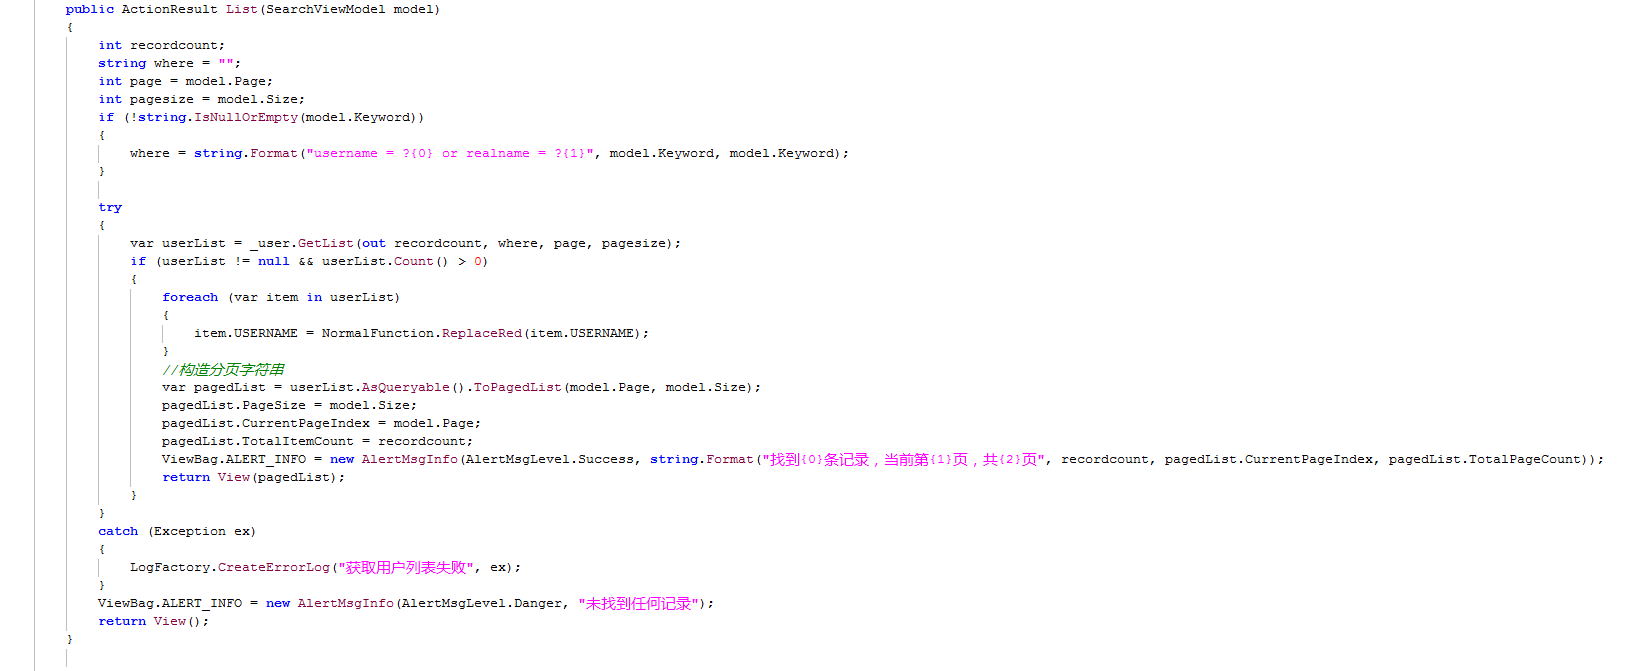 public ActionResult List(SearchViewModel model)
{
int recordcount;
string where = "";
int page = model.Page;
int pagesize = model.Size;
if (!string.IsNullOrEmpty(model.Keyword))
{
where = string.Format("username = ?{0} or realname = ?{1}", model.Keyword, model.Keyword);
}
try
{
var userList = _user.GetList(out recordcount, where, page, pagesize);
if (userList != null && userList.Count() > 0)
{
foreach (var item in userList)
{
item.USERNAME = NormalFunction.ReplaceRed(item.USERNAME);
}
//构造分页字符串
var pagedList = userList.AsQueryable().ToPagedList(model.Page, model.Size);
pagedList.PageSize = model.Size;
pagedList.CurrentPageIndex = model.Page;
pagedList.TotalItemCount = recordcount;
ViewBag.ALERT_INFO = new AlertMsgInfo(AlertMsgLevel.Success, string.Format("找到{0}条记录，当前第{1}页，共{2}页", recordcount, pagedList.CurrentPageIndex, pagedList.TotalPageCount));
return View(pagedList);
}
}
catch (Exception ex)
{
LogFactory.CreateErrorLog("获取用户列表失败", ex);
}
ViewBag.ALERT_INFO = new AlertMsgInfo(AlertMsgLevel.Danger, "未找到任何记录");
return View();
}